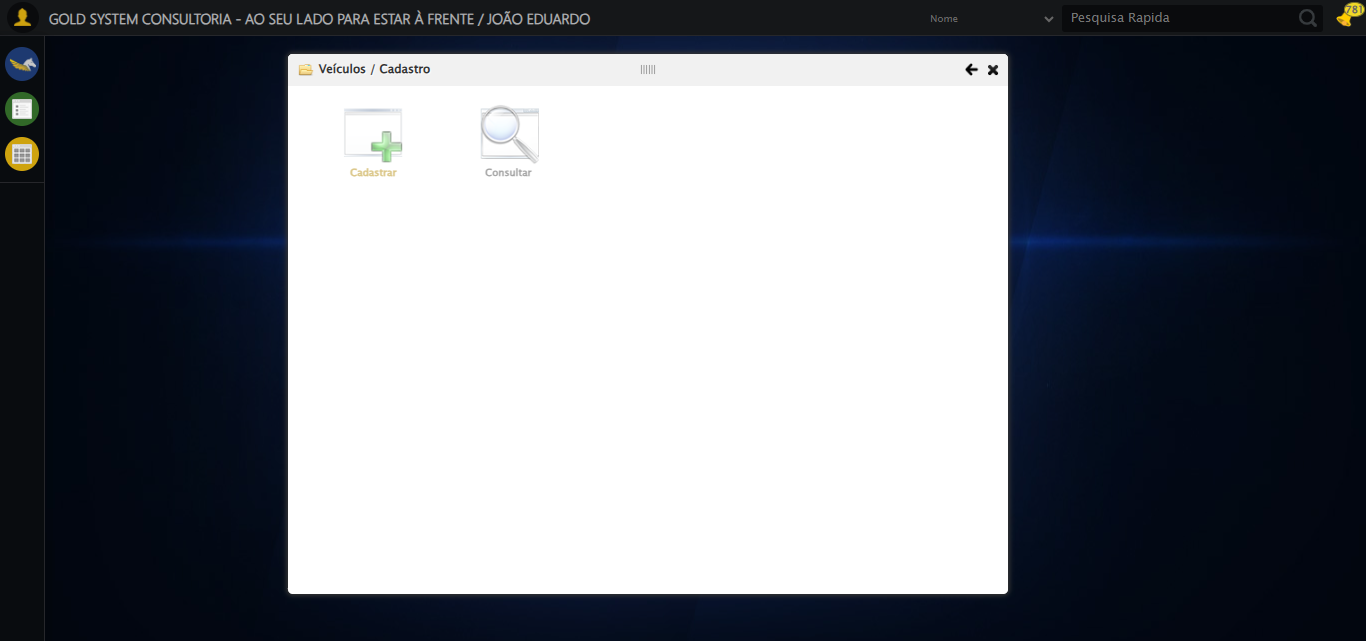 GOLD SYSTEM CONSULTORIA - AO SEU LADO PARA ESTAR À FRENTE / JOÃO EDUARDO
Nome
Pesquisa Rapida
781
Veículos / Cadastro
Cadastrar
Consultar